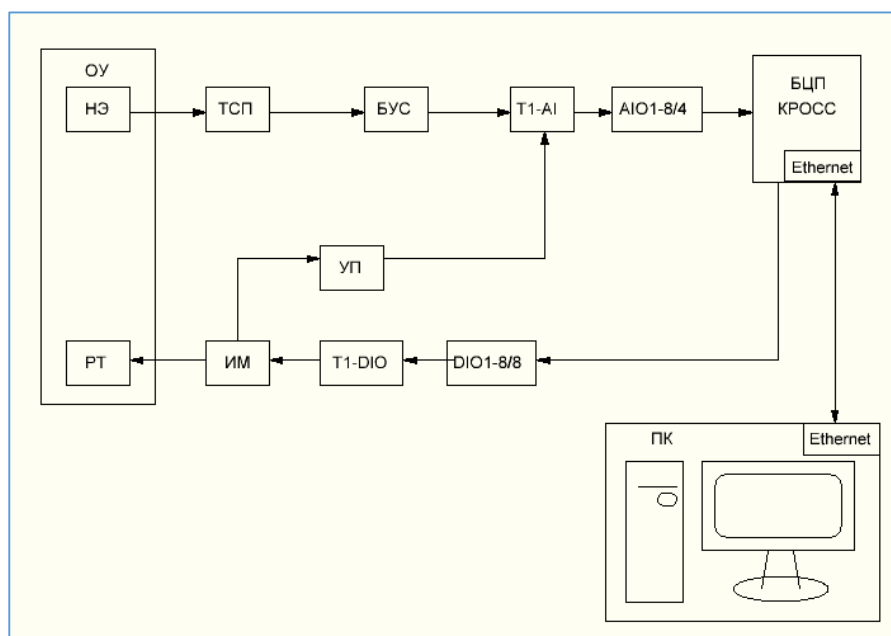 ОУ
НЭ
ТСП
БУС
Т1-AI
AIO1-8/4
БЦП
КРОСС
Ethernet
УП
РТ
ИМ
Т1-DIO
DIO1-8/8
ПК
Ethernet